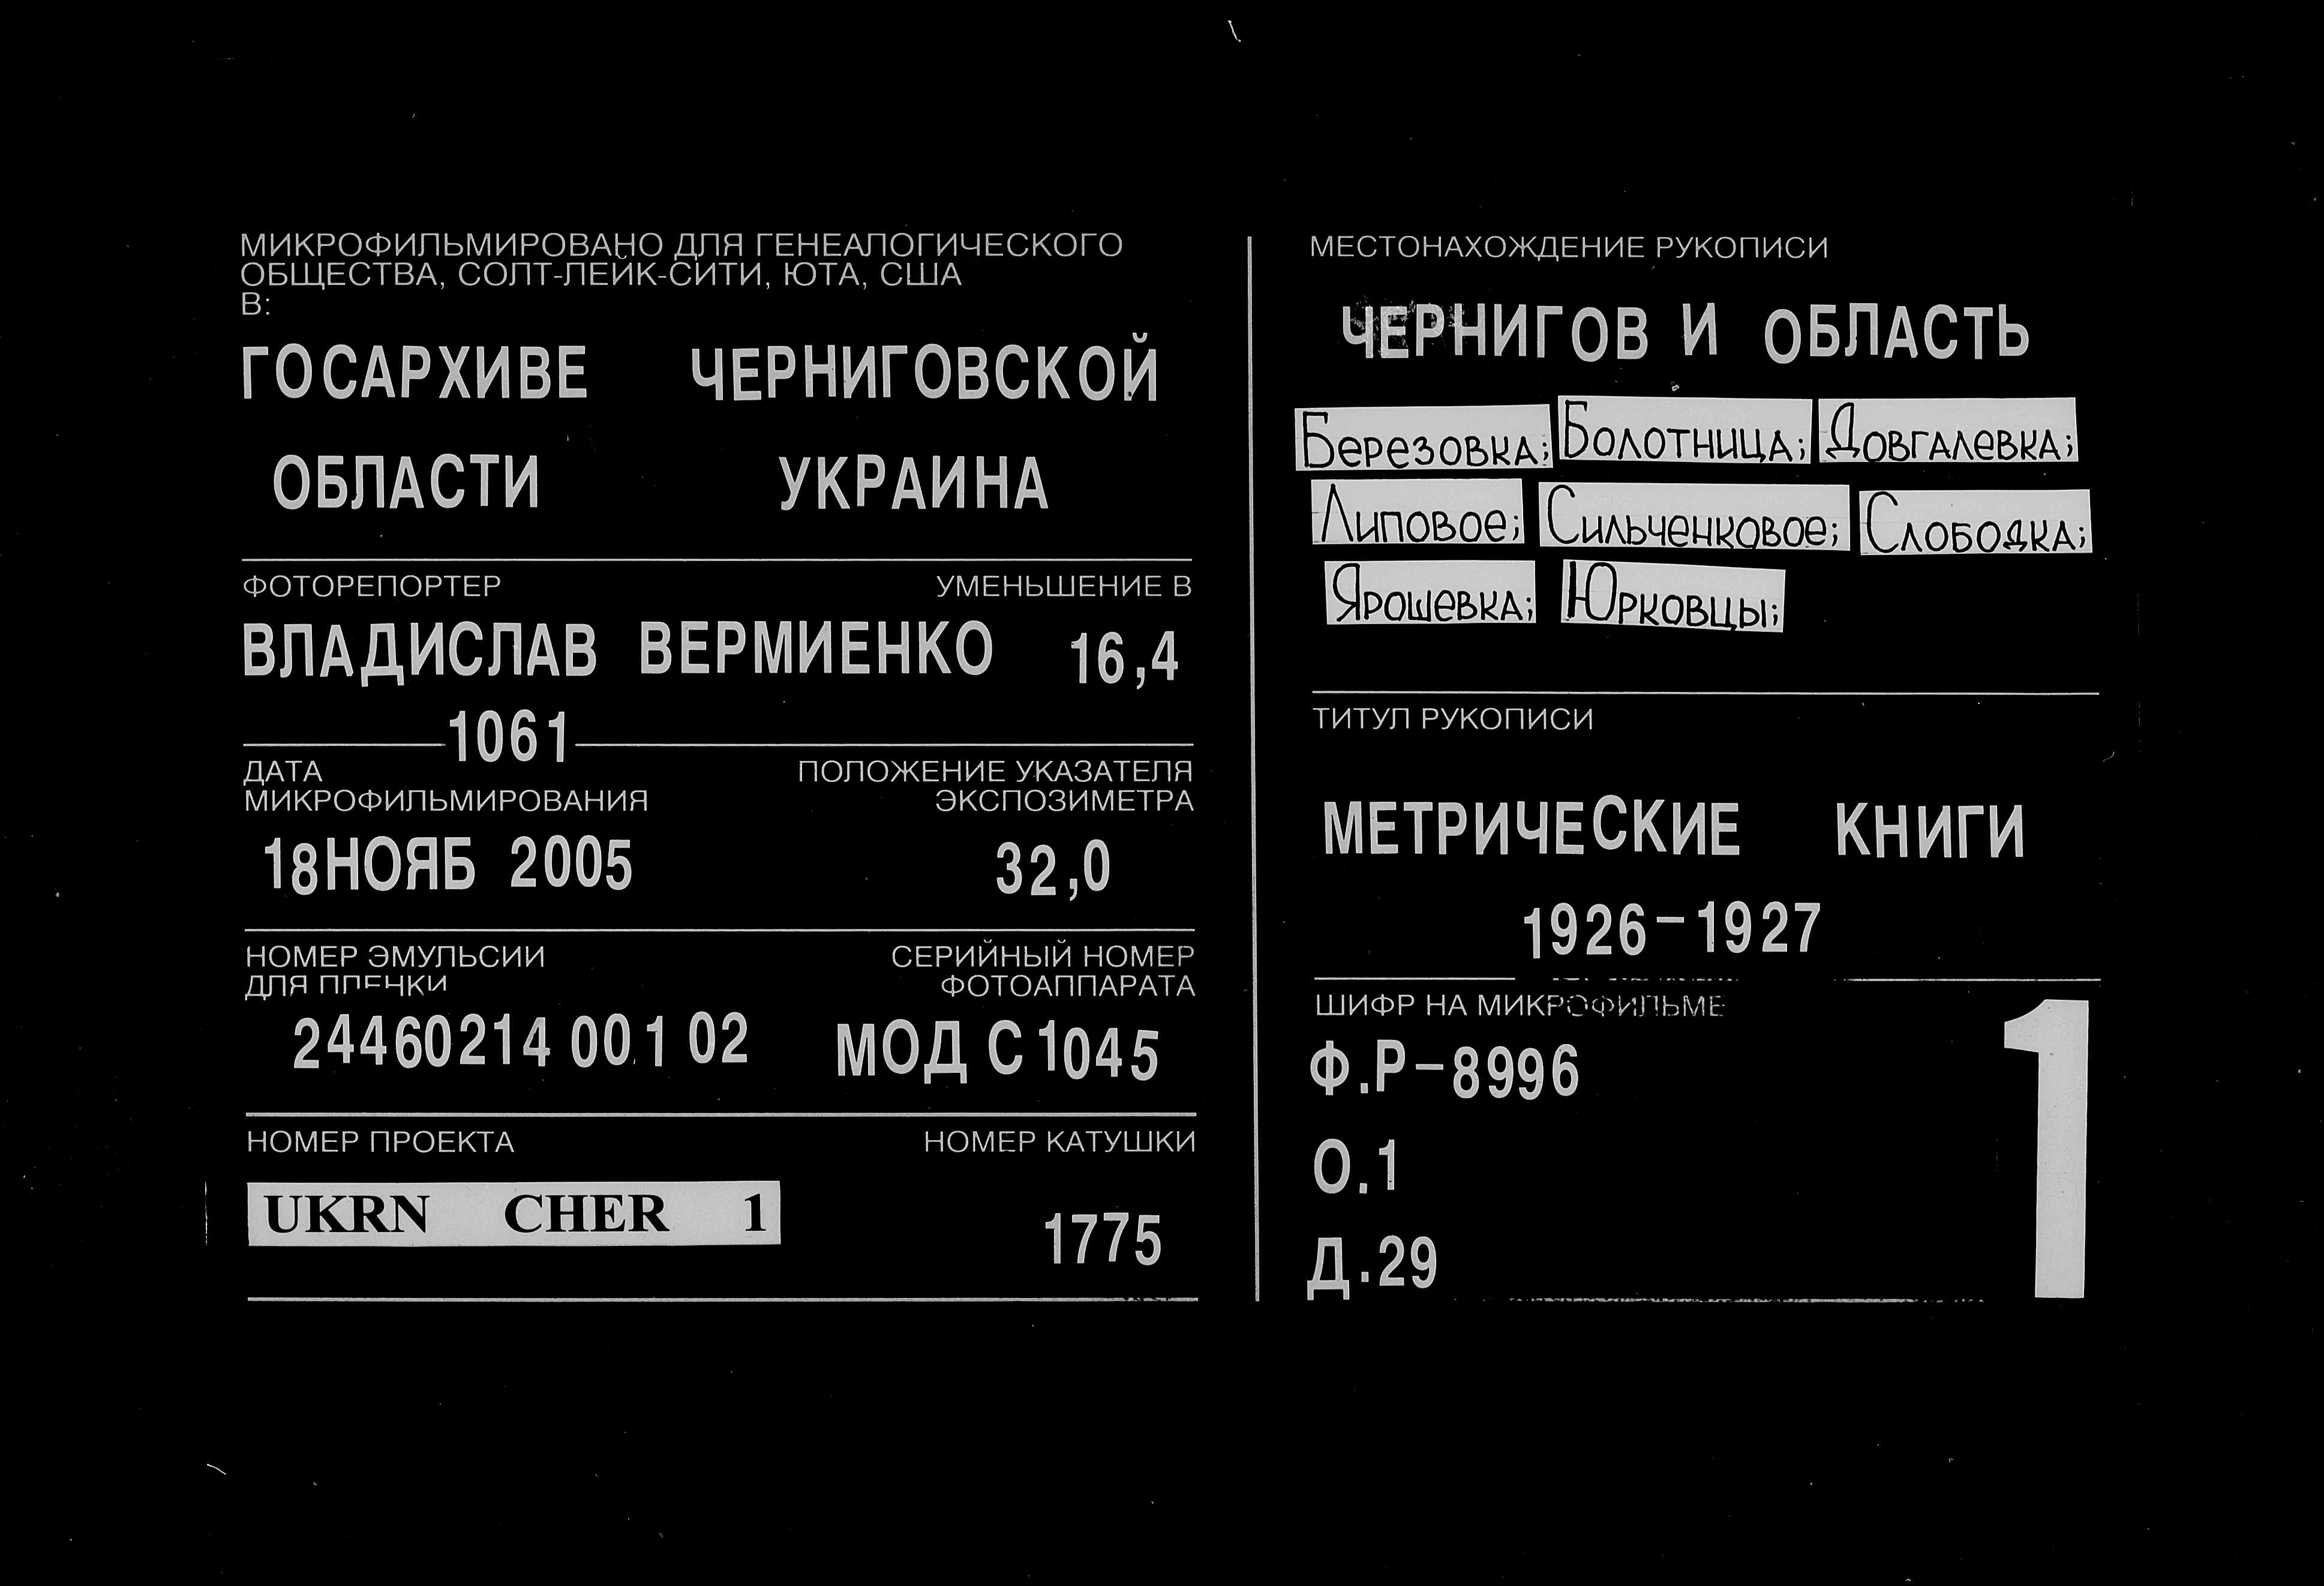 МИКРОФИЛЬМИРОВАНО ДЛЯ ГЕНЕАЛОГИЧЕСКОГО
ОБЩЕСТВА, СОЛТ-ЛЕЙК-СИТИ, ЮТА, США
В:
ГОСАРХИВЕ ЧЕРНИГОВСКОЙ
ОБЛАСТИ УКРАИНА
ФОТОРЕПОРТЕР УМЕНЬШЕНИЕ В
ВЛАДИСЛАВ ВЕРМИЕНКО 16,4
1061
ДАТА ПОЛОЖЕНИЕ УКАЗАТЕЛЯ
МИКРОФИЛЬМИРОВАНИЯ ЭКСПОЗИМЕТРА
18 НОЯБ 2005 32,0
НОМЕР ЭМУЛЬСИИ СЕРИЙНЫЙ НОМЕР
ДЛЯ ПЛЕНКИ ФОТОАППАРАТА
24460214 001 02 МОД С 1045
НОМЕР ПРОЕКТА НОМЕР КАТУШКИ
UKRN CHER 1 1775
МЕСТОНАХОЖДЕНИЕ РУКОПИСИ
ЧЕРНИГОВ И ОБЛАСТЬ
Березовка; Болотница; Довгалевка;
Липовое; Сильченковое; Слободка;
Ярошевка; Юрковцы;
ТИТУЛ РУКОПИСИ
МЕТРИЧЕСКИЕ КНИГИ
1926-1927
ШИФР НА МИКРОФИЛЬМЕ
Ф.Р-8996
О.1
Д.29
1